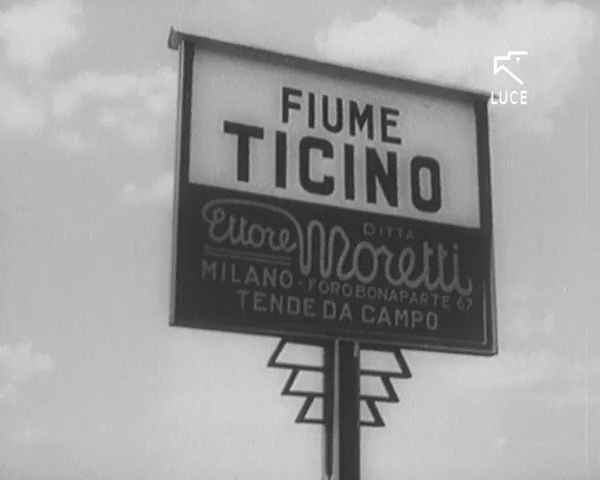 LUCE
FIUME
TICINO
DITTA
Ettore Moretti
MILANO - FORO BONAPARTE 67
TENDE DA CAMPO